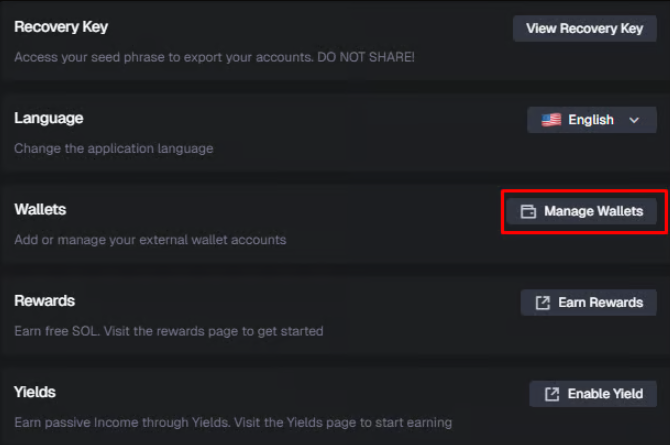 Recovery Key
View Recovery Key
Access your seed phrase to export your accounts. DO NOT SHARE!
Language
English
Change the application language
Wallets
Manage Wallets
Add or manage your external wallet accounts
Rewards
Earn Rewards
Earn free SOL. Visit the rewards page to get started
Yields
Enable Yield
Earn passive Income through Yields. Visit the Yields page to start earning